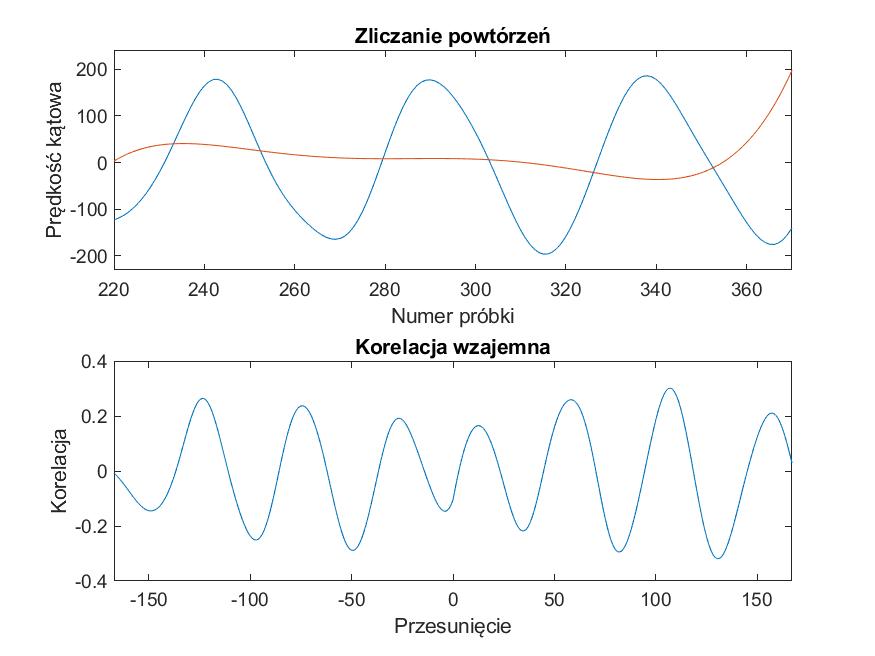 Zliczanie powtórzeń
200
100
0
-100
-200
Prędkość kątowa
220 240 260 280 300 320 340 360
Numer próbki
Korelacja wzajemna
0.4
0.2
0
-0.2
-0.4
Korelacja
-150 -100 -50 0 50 100 150
Przesunięcie